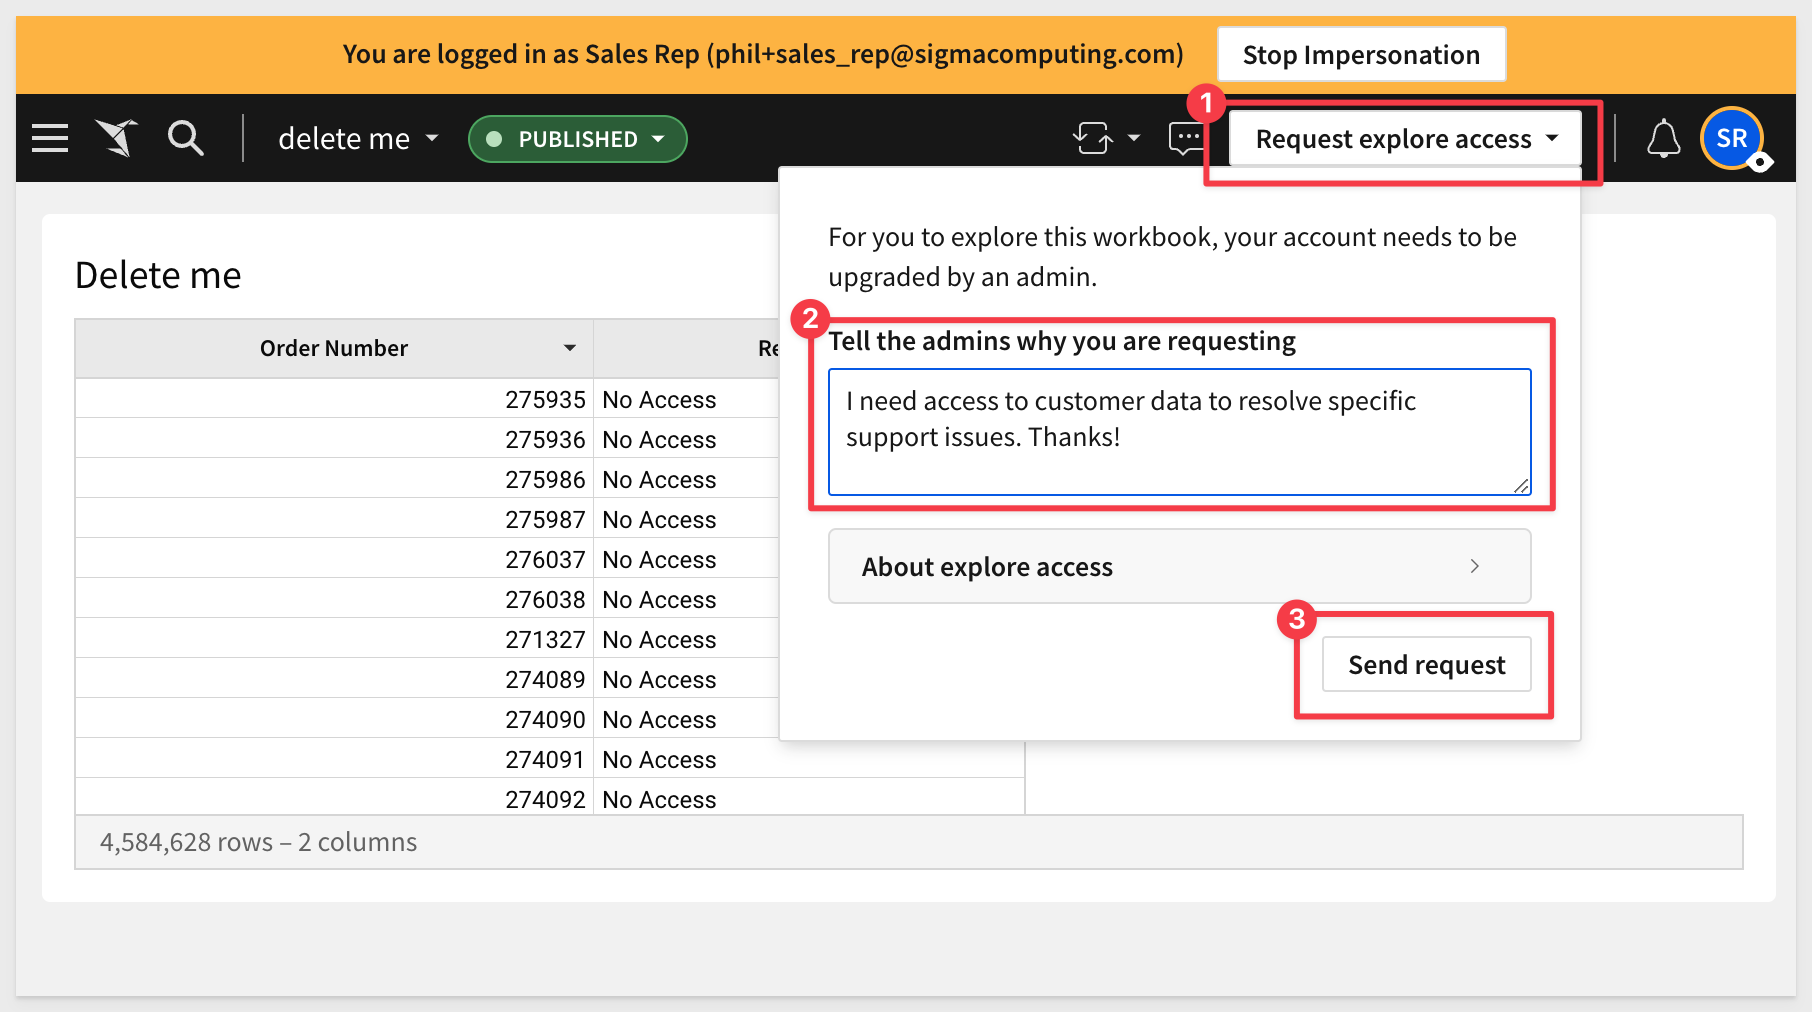 You are logged in as Sales Rep (phil+sales_rep@sigmacomputing.com)
Stop Impersonation
delete me
PUBLISHED
1
Request explore access
SR
For you to explore this workbook, your account needs to be
upgraded by an admin.
2
Tell the admins why you are requesting
I need access to customer data to resolve specific
support issues. Thanks!
About explore access
3
Send request
Delete me
Order Number
Re
275935 No Access
275936 No Access
275986 No Access
275987 No Access
276037 No Access
276038 No Access
271327 No Access
274089 No Access
274090 No Access
274091 No Access
274092 No Access
4,584,628 rows – 2 columns